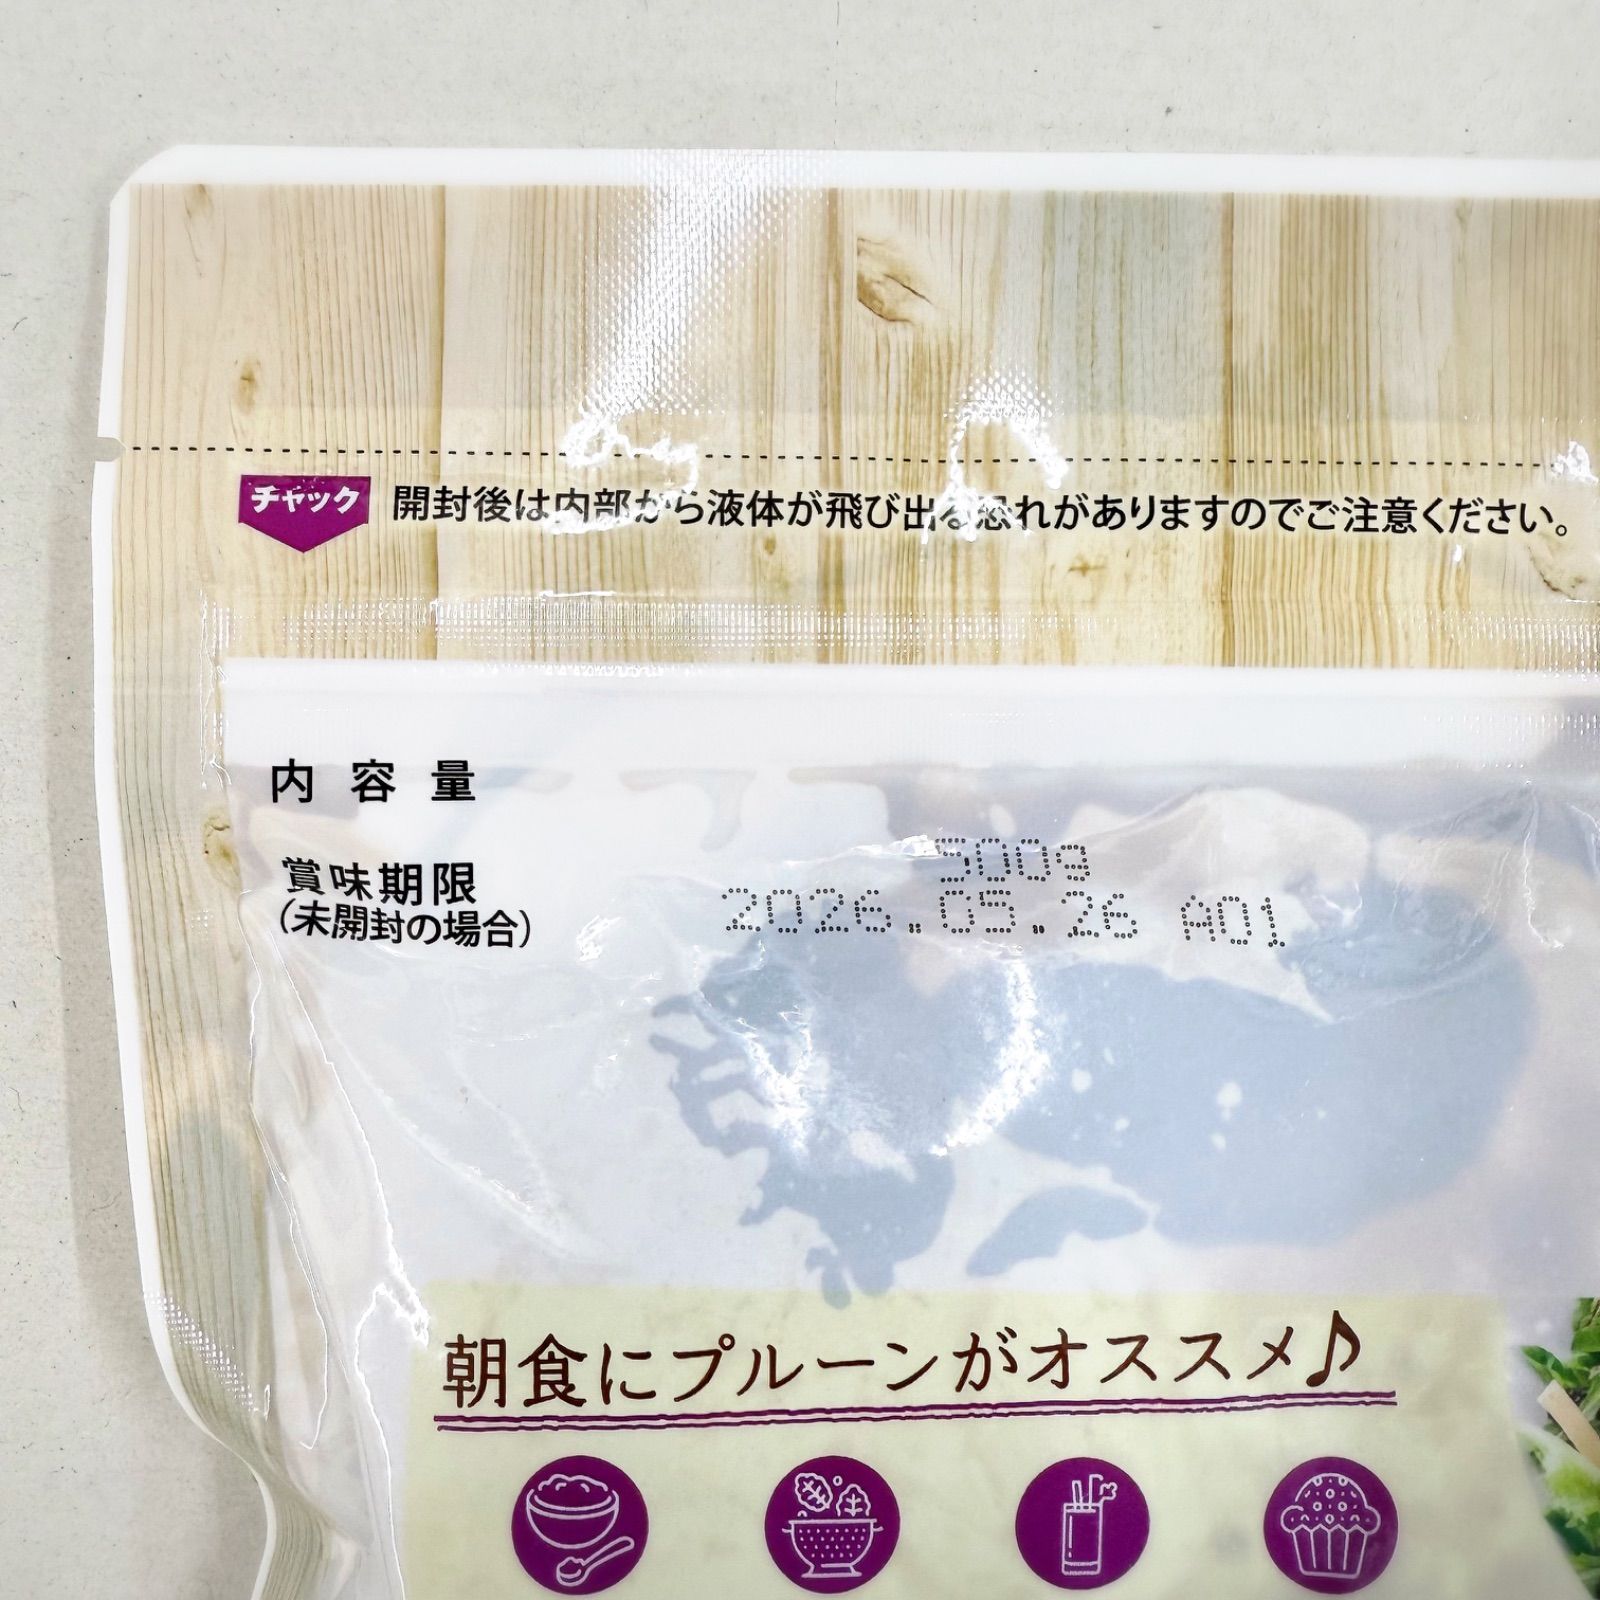 チャック
開封後は内部から液体が飛び出る恐れがありますのでご注意ください。
内容量
500g
賞味期限
(未開封の場合)
2026.05.26 A01
朝食にプルーンがオススメ♪